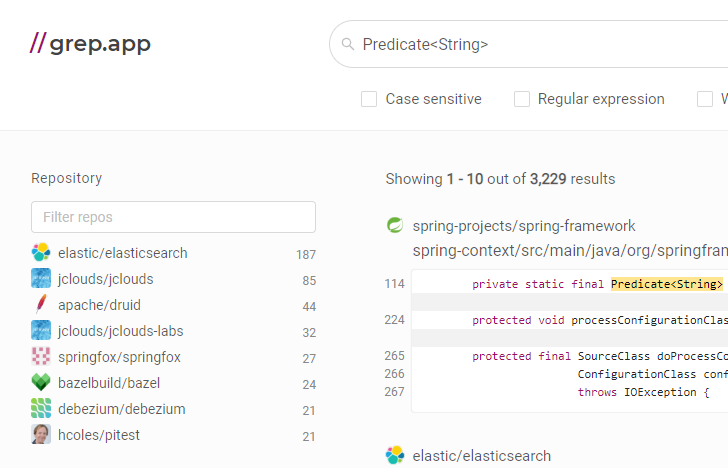 //grep.app
Predicate<String>
Case sensitive
Regular expression
W
Repository
Filter repos
elastic/elasticsearch 187
jclouds/jclouds 85
apache/druid 44
jclouds/jclouds-labs 32
springfox/springfox 27
bazelbuild/bazel 24
debezium/debezium 21
hcoles/pitest 21
Showing 1 - 10 out of 3,229 results
spring-projects/spring-framework
spring-context/src/main/java/org/springfran
114 private static final Predicate<String>
224 protected void processConfigurationClas
265 protected final SourceClass doProcessCo
266 ConfigurationClass conf
267 throws IOException {
elastic/elasticsearch